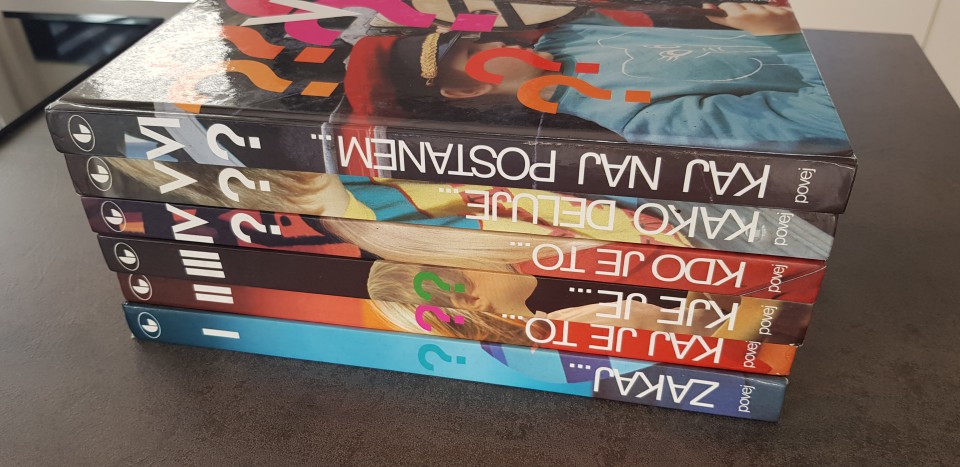 povej KAJ NAJ POSTANEM... ? VI
povej KAKO DELUJE... ? V
povej KDO JE TO... ? IV
povej KJE JE... ? III
povej KAJ JE TO... ? II
povej ZAKAJ... ? I